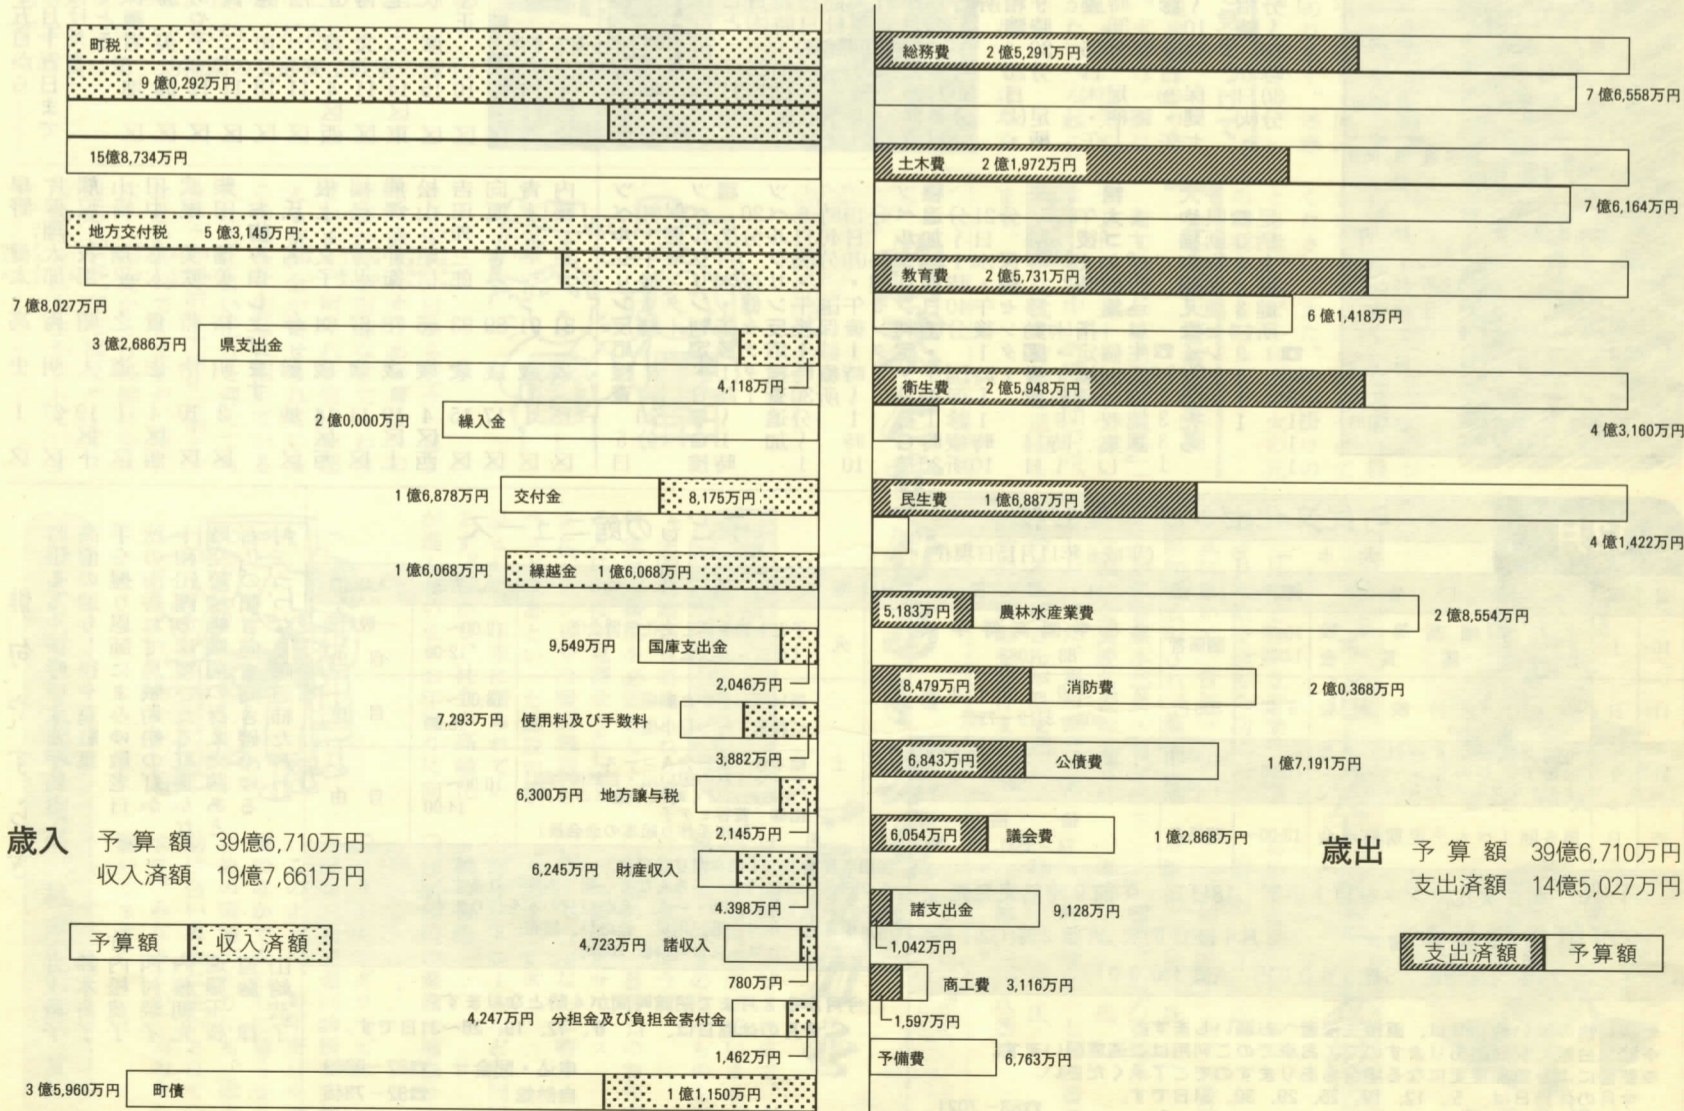 町税
9億0,292万円
15億8,734万円
地方交付税 5億3,145万円
7億8,027万円
3億2,686万円 県支出金
4,118万円
2億0,000万円 繰入金
1億6,878万円 交付金 8,175万円
1億6,068万円 繰越金 1億6,068万円
9,549万円 国庫支出金
2,046万円
7,293万円 使用料及び手数料
3,882万円
6,300万円 地方譲与税
2,145万円
6,245万円 財産収入
4.398万円
4,723万円 諸収入
780万円
4,247万円 分担金及び負担金寄付金
1.462万円
3億5,960万円 町債 1億1,150万円
歳入 予算額 39億6,710万円
収入済額 19億7,661万円
予算額 収入済額
総務費 2億5,291万円
7億6,558万円
土木費 2億1,972万円
7億6,164万円
教育費 2億5,731万円
6億1,418万円
衛生費 2億5,948万円
4億3,160万円
民生費 1億6,887万円
4億1,422万円
5,183万円 農林水産業費 2億8,554万円
8,479万円 消防費 2億0,368万円
6,843万円 公債費 1億7,191万円
6,054万円 議会費 1億2,868万円
諸支出金 9,128万円
1,042万円
商工費 3,116万円
1,597万円
予備費 6,763万円
歳出 予算額 39億6,710万円
支出済額 14億5,027万円
支出済額 予算額